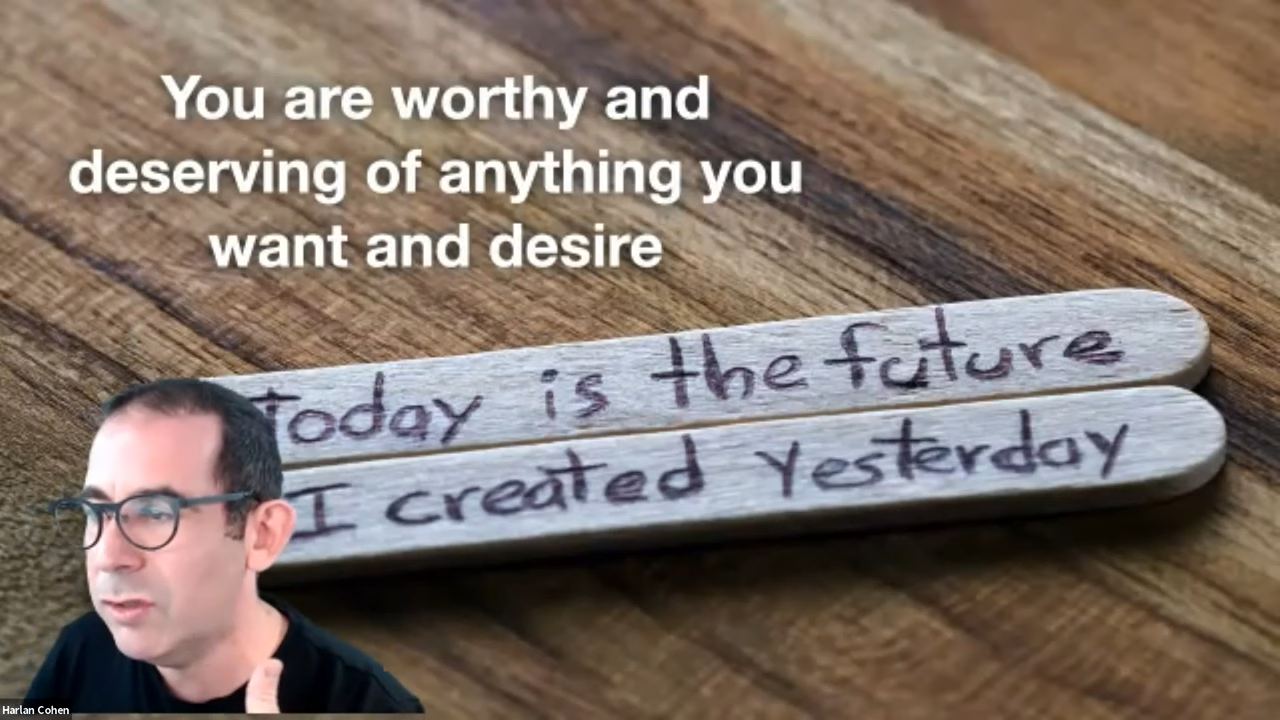 You are worthy and
deserving of anything you
want and desire
Today is the future
I created Yesterday
Harlan Cohen